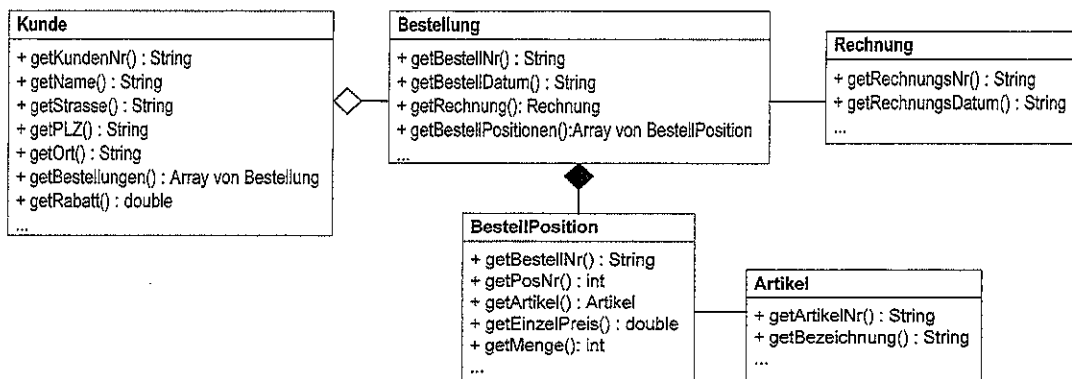 Kunde
+ getKundenNr() : String
+ getName() : String
+ getStrasse() : String
+ getPLZ() : String
+ getOrt() : String
+ getBestellungen() : Array von Bestellung
+ getRabatt() : double
...
Bestellung
+ getBestellNr() : String
+ getBestellDatum() : String
+ getRechnung(): Rechnung
+ getBestellPositionen():Array von BestellPosition
...
Rechnung
+ getRechnungsNr() : String
+ getRechnungsDatum() : String
...
BestellPosition
+ getBestellNr() : String
+ getPosNr() : int
+ getArtikel() : Artikel
+ getEinzelPreis() : double
+ getMenge(): int
...
Artikel
+ getArtikelNr() : String
+ getBezeichnung() : String
...